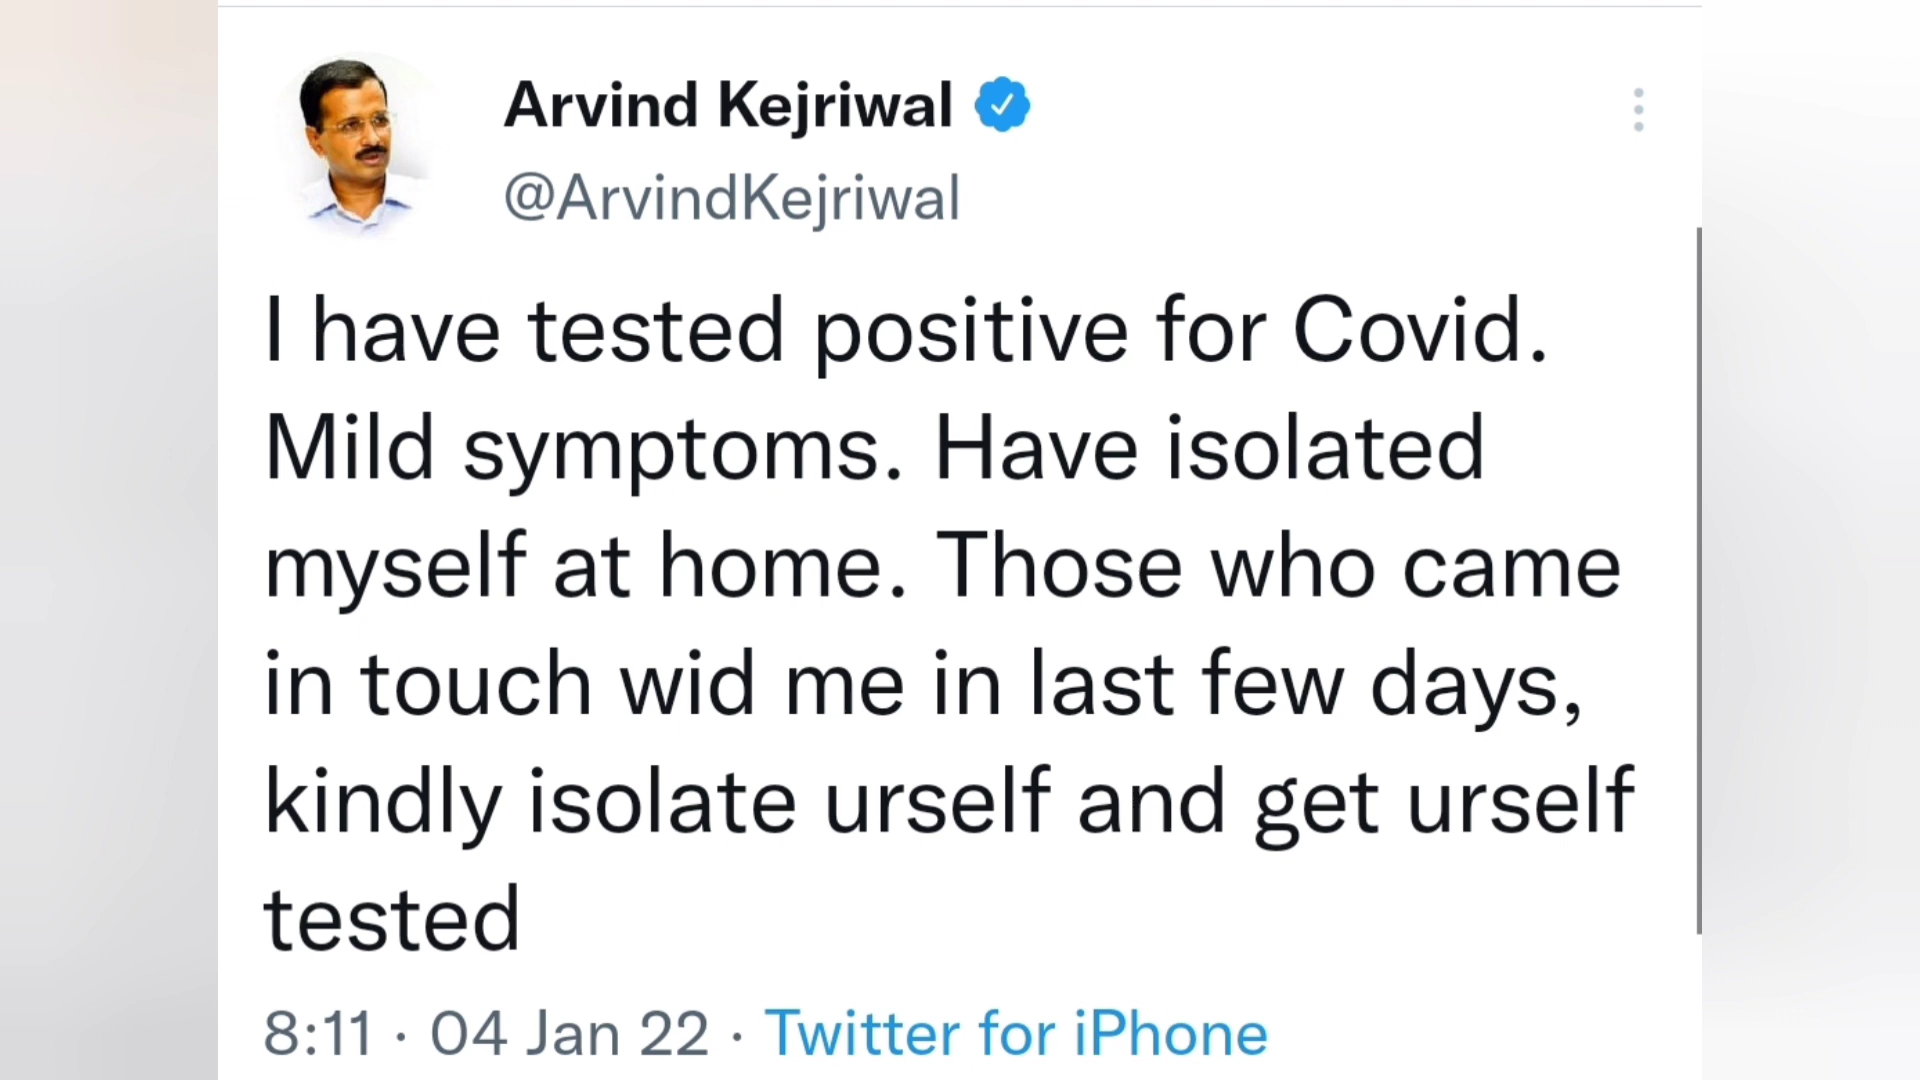 Arvind Kejriwal
@ArvindKejriwal
I have tested positive for Covid.
Mild symptoms. Have isolated
myself at home. Those who came
in touch wid me in last few days,
kindly isolate urself and get urself
tested
8:11 · 04 Jan 22 · Twitter for iPhone